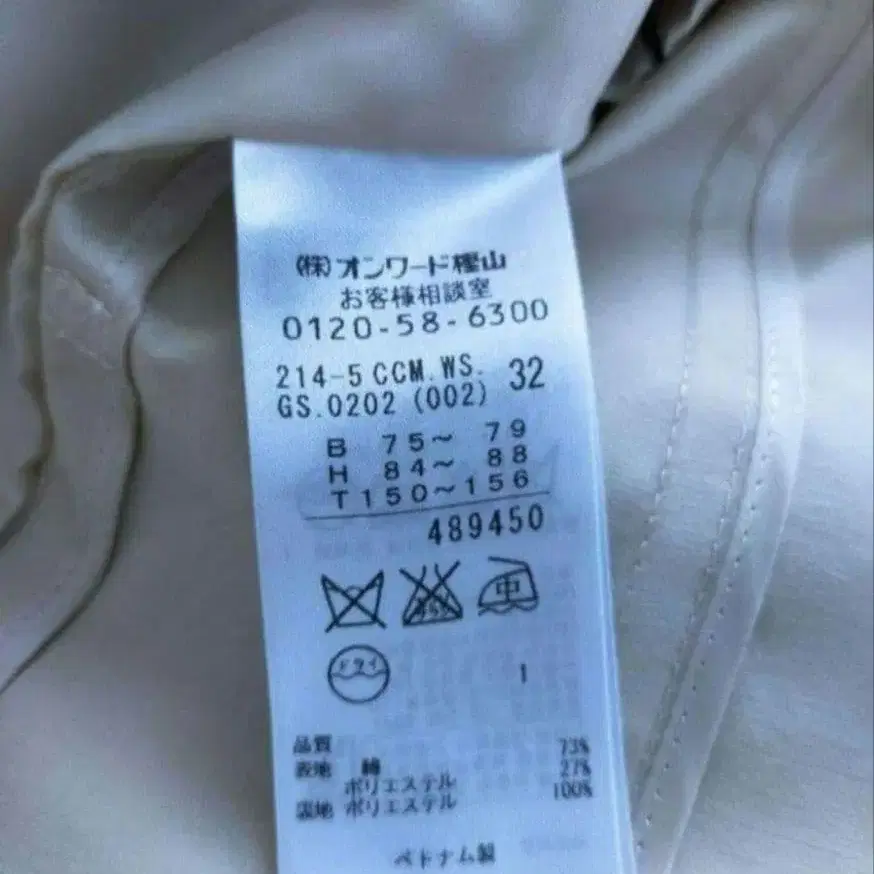 (株)オンワード樫山
お客様相談室
0120-58-6300
214-5 CCM.WS. 32
GS.0202 (002)
B 75~ 79
H 84~ 88
T150~156
489450
中
ドライ
1
品質 73%
表地 綿 27%
ポリエステル 100%
裏地 ポリエステル
ベトナム製